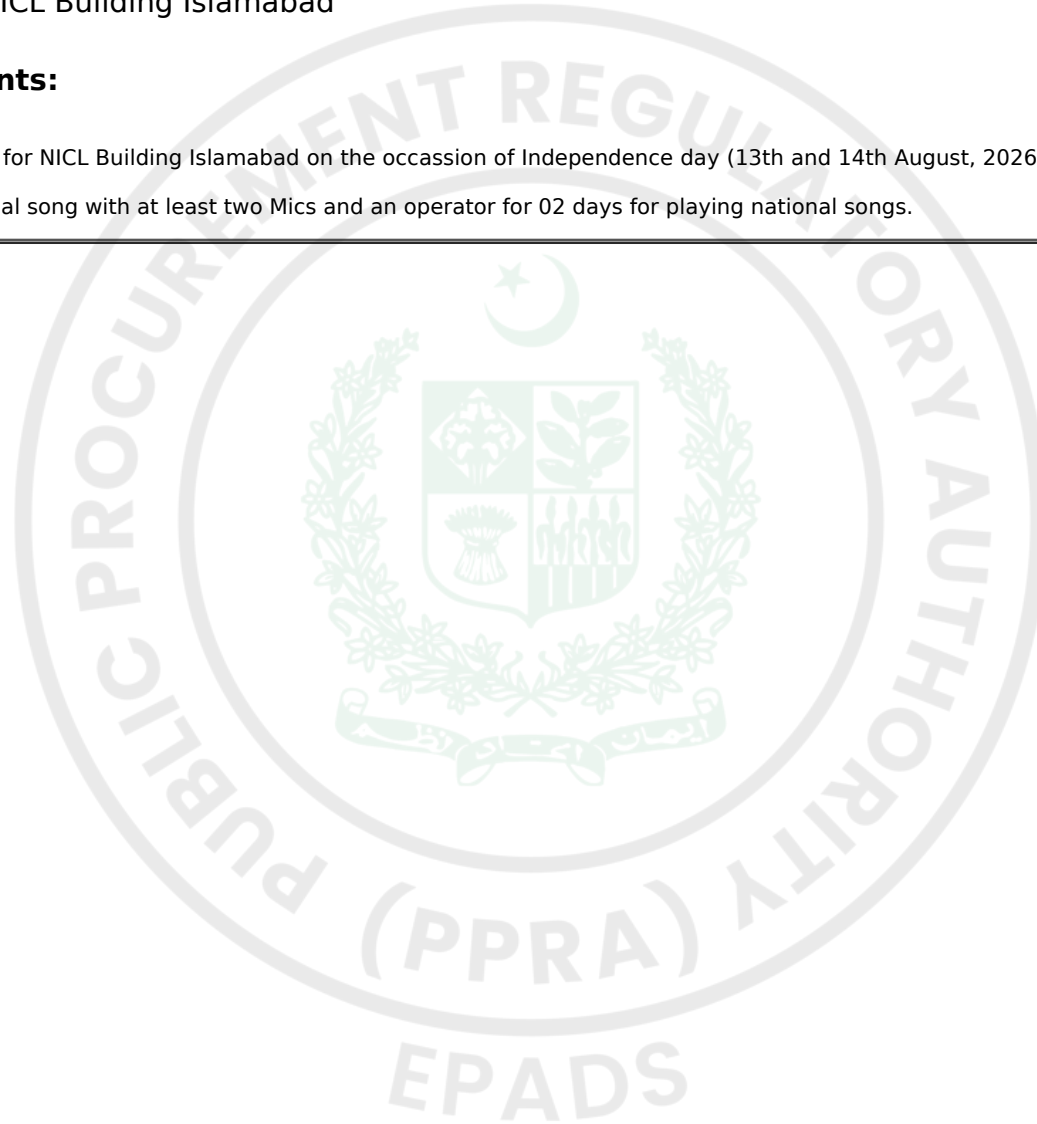 NICL Building Islamabad
nts:
for NICL Building Islamabad on the occassion of Independence day (13th and 14th August, 2026
al song with at least two Mics and an operator for 02 days for playing national songs.
PUBLIC PROCUREMENT REGULATORY AUTHORITY
(PPRA)
EPADS